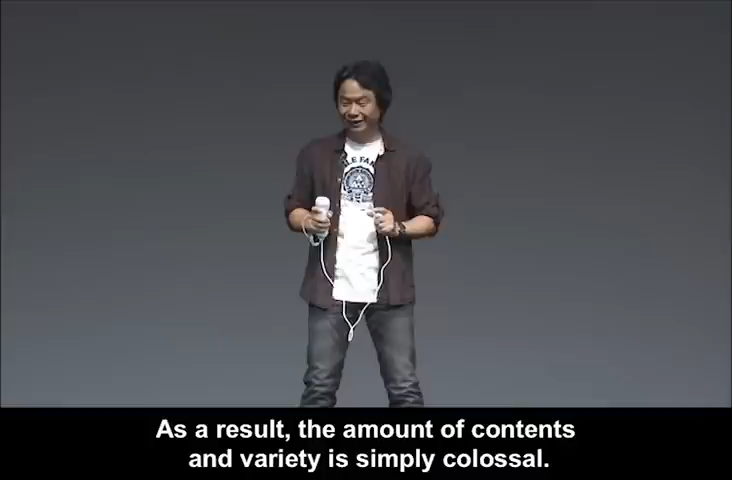 As a result, the amount of contents
and variety is simply colossal.